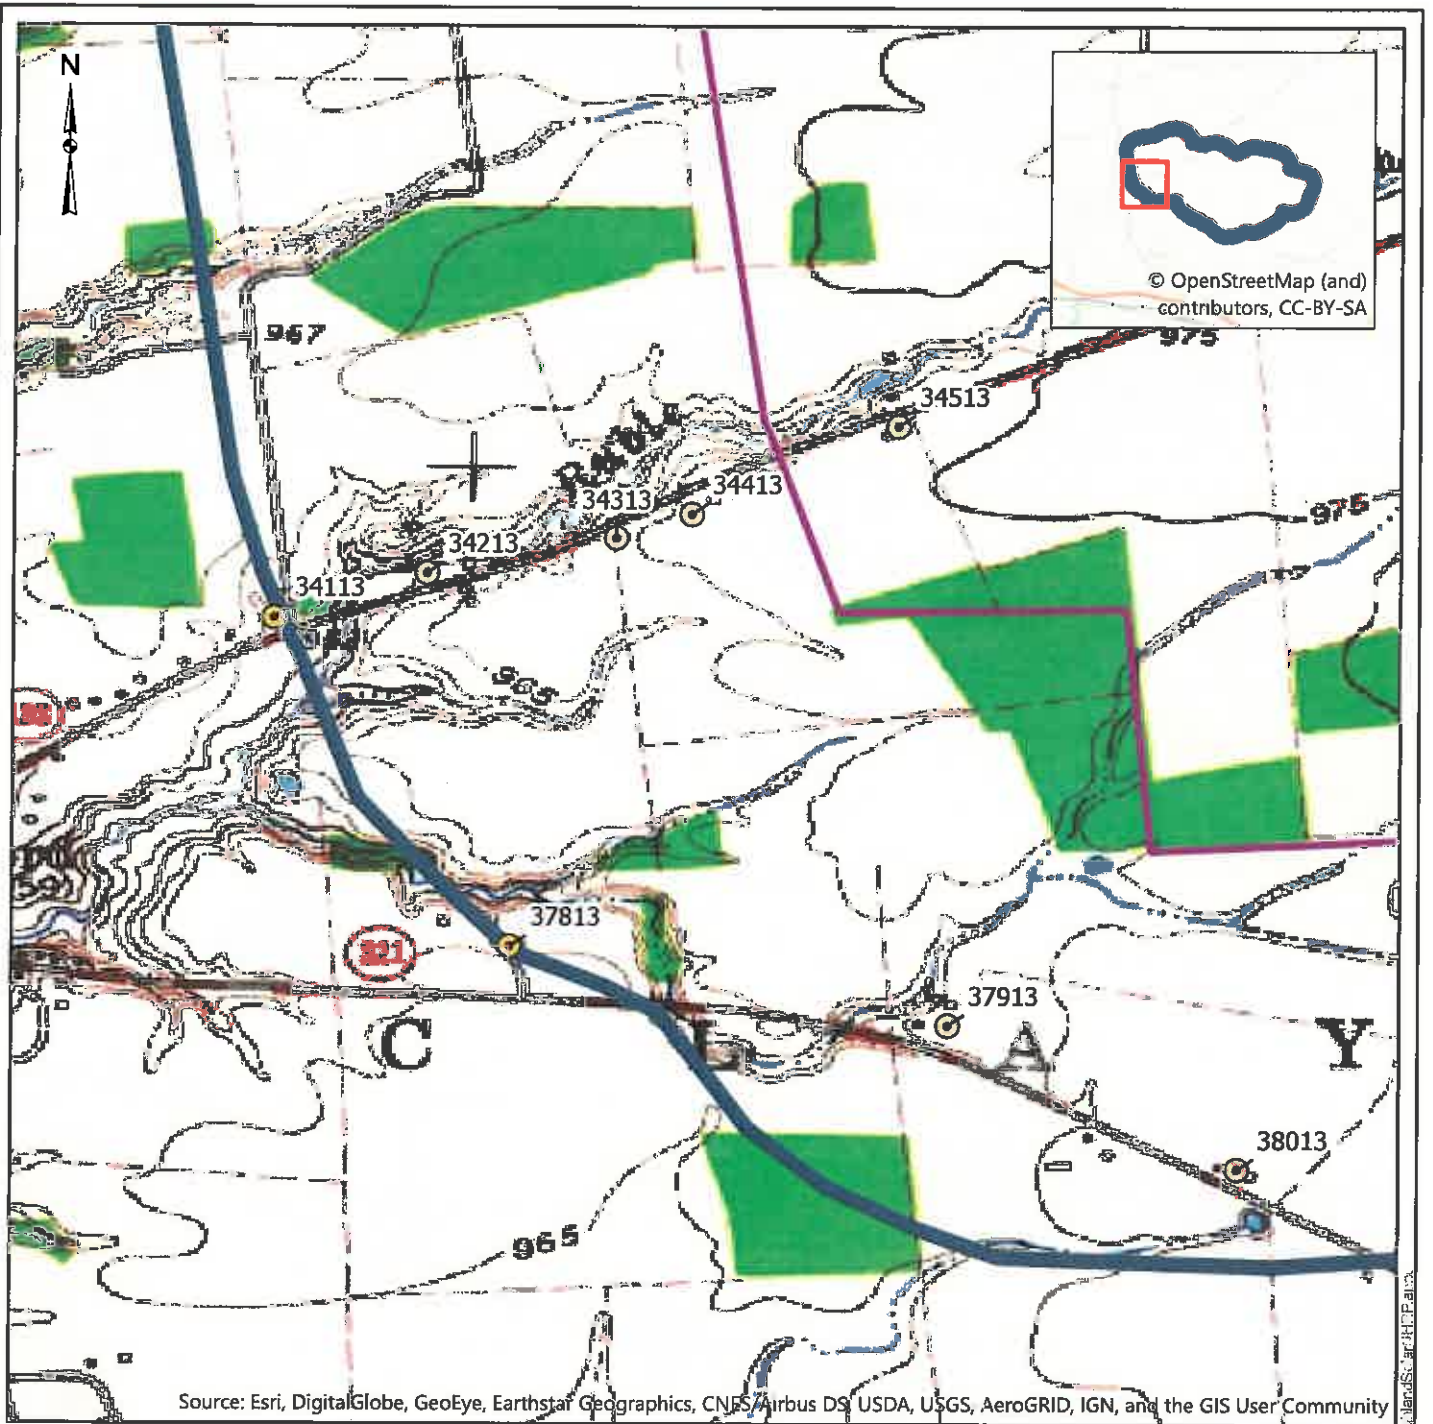 N
© OpenStreetMap (and)
contributors, CC-BY-SA
967
975
34513
34413
34313
34213
975
34113
965
37813
321
37913
C
A
Y
38013
965
Source: Esri, DigitalGlobe, GeoEye, Earthstar Geographics, CNES/Airbus DS, USDA, USGS, AeroGRID, IGN, and the GIS User Community